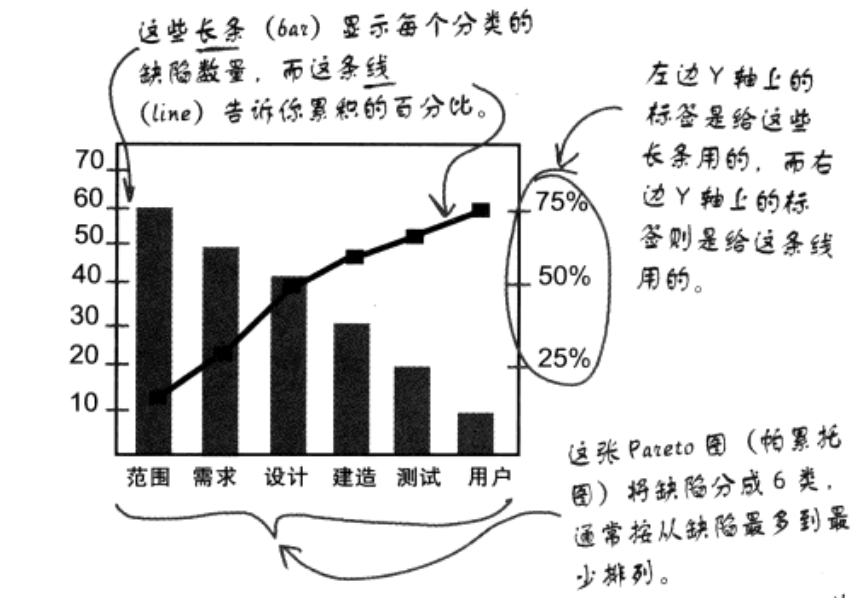 这些长条（bar）显示每个分类的
缺陷数量，而这条线
（line）告诉你累积的百分比。
左边Y轴上的
标签是给这些
长条用的，而右
边Y轴上的标
签则是给这条线
用的。
70
60
50
40
30
20
10
75%
50%
25%
范围 需求 设计 建造 测试 用户
这张Pareto图（帕累托
图）将缺陷分成6类，
通常按从缺陷最多到最
少排列。